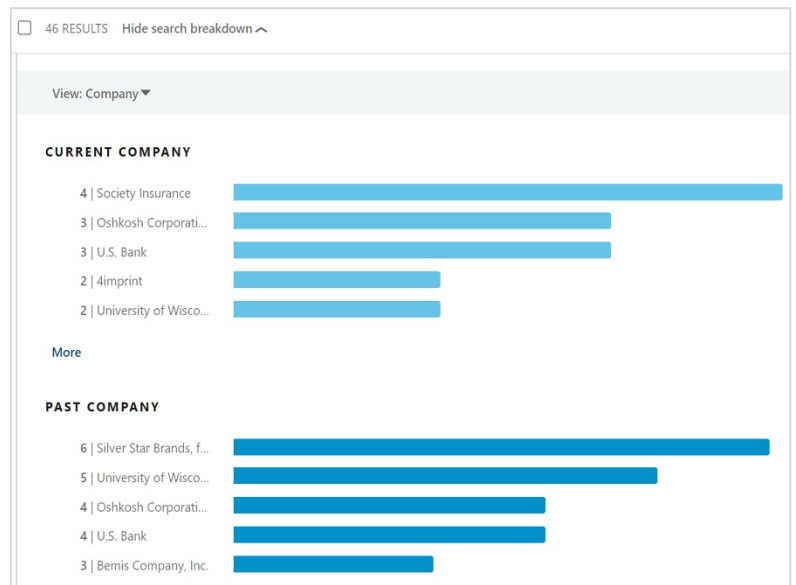 46 RESULTS Hide search breakdown
View: Company
CURRENT COMPANY
4 | Society Insurance
3 | Oshkosh Corporati...
3 | U.S. Bank
2 | 4imprint
2 | University of Wisco...
More
PAST COMPANY
6 | Silver Star Brands, f...
5 | University of Wisco...
4 | Oshkosh Corporati...
4 | U.S. Bank
3 | Bemis Company, Inc.